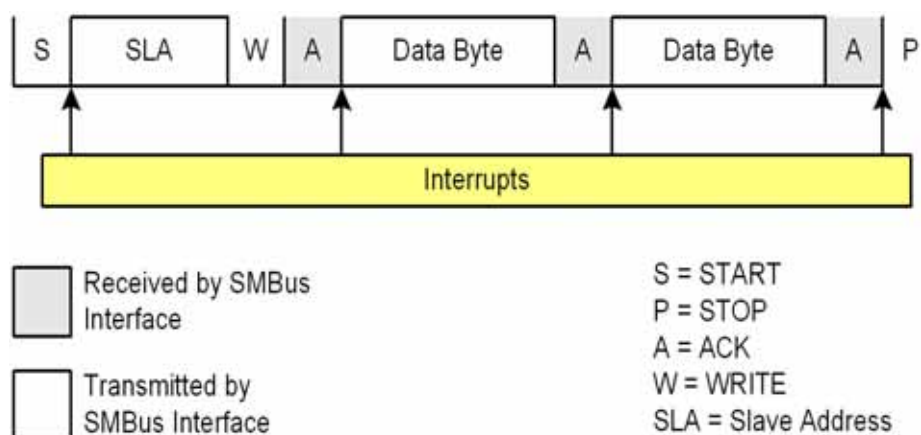 S SLA W A Data Byte A Data Byte A P
Interrupts
Received by SMBus
Interface
Transmitted by
SMBus Interface
S = START
P = STOP
A = ACK
W = WRITE
SLA = Slave Address